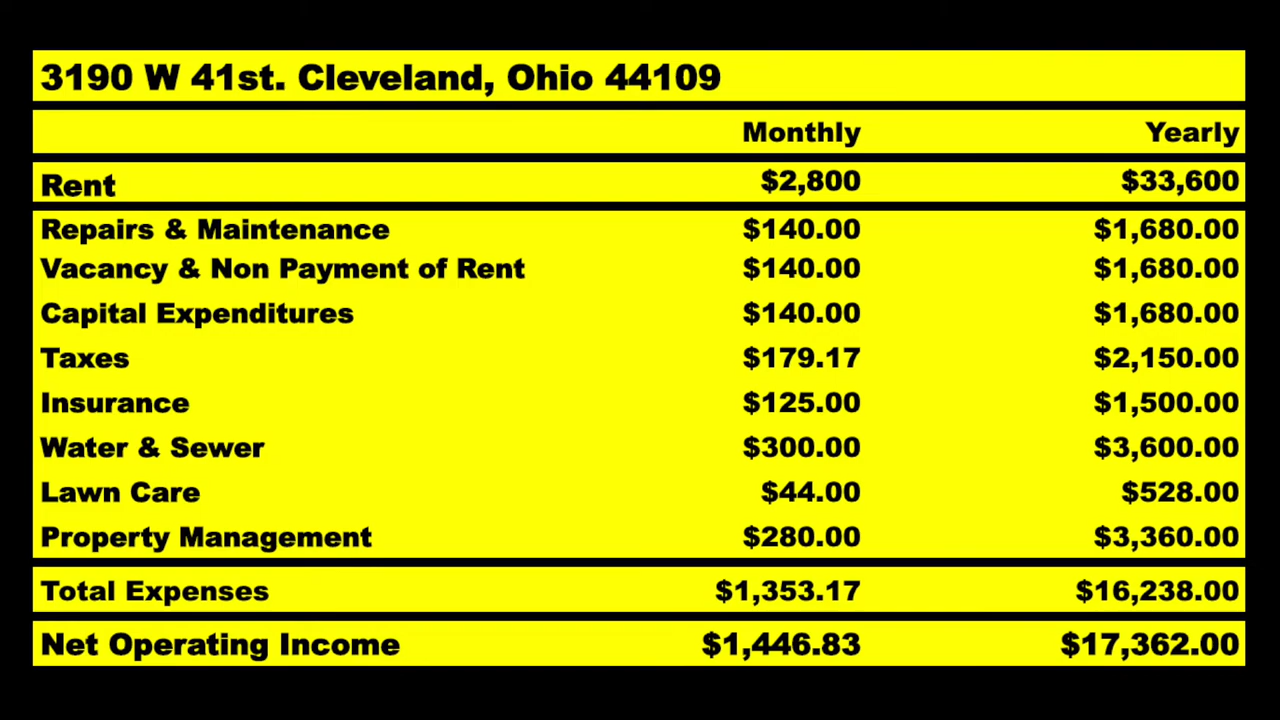 3190 W 41st. Cleveland, Ohio 44109
Monthly Yearly
Rent $2,800 $33,600
Repairs & Maintenance $140.00 $1,680.00
Vacancy & Non Payment of Rent $140.00 $1,680.00
Capital Expenditures $140.00 $1,680.00
Taxes $179.17 $2,150.00
Insurance $125.00 $1,500.00
Water & Sewer $300.00 $3,600.00
Lawn Care $44.00 $528.00
Property Management $280.00 $3,360.00
Total Expenses $1,353.17 $16,238.00
Net Operating Income $1,446.83 $17,362.00